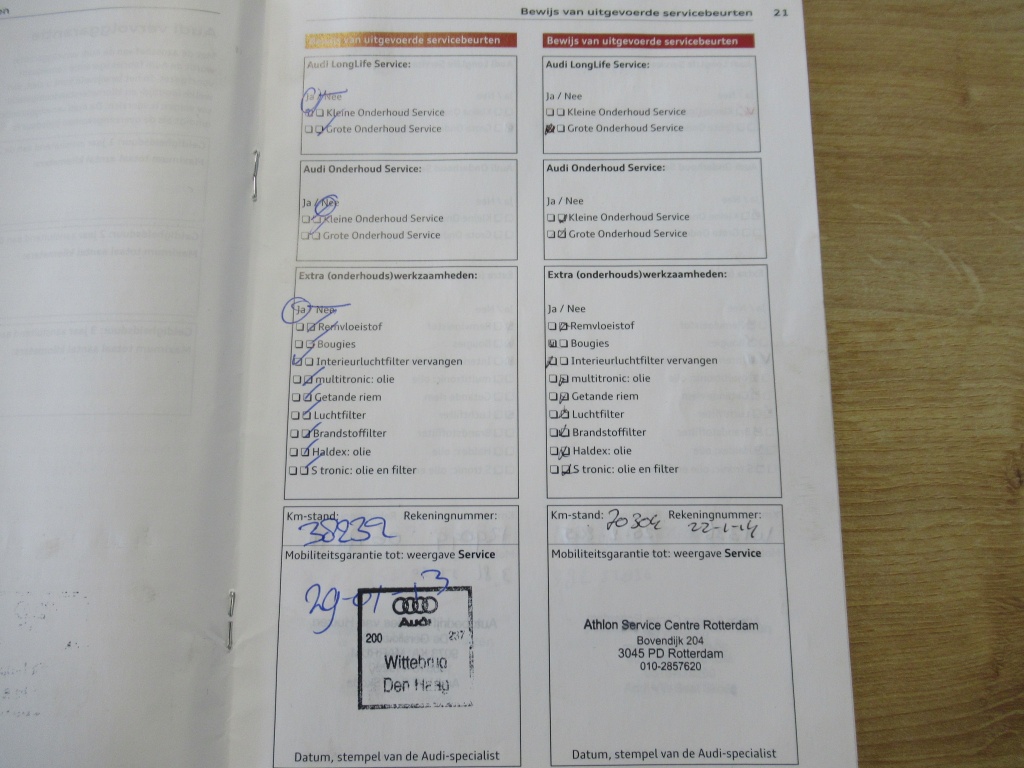 Bewijs van uitgevoerde servicebeurten 21
Bewijs van uitgevoerde servicebeurten
Audi LongLife Service:
Ja / Nee
Kleine Onderhoud Service
Grote Onderhoud Service
Audi Onderhoud Service:
Ja / Nee
Kleine Onderhoud Service
Grote Onderhoud Service
Extra (onderhouds)werkzaamheden:
Ja / Nee
Remvloeistof
Bougies
Interieurluchtfilter vervangen
multitronic: olie
Getande riem
Luchtfilter
Brandstoffilter
Haldex: olie
S tronic: olie en filter
Km-stand: 38239 Rekeningnummer:
Mobiliteitsgarantie tot: weergave Service
29-01-13
Audi
200 237
Wittebrug
Den Haag
Datum, stempel van de Audi-specialist
Bewijs van uitgevoerde servicebeurten
Audi LongLife Service:
Ja / Nee
Kleine Onderhoud Service
Grote Onderhoud Service
Audi Onderhoud Service:
Ja / Nee
Kleine Onderhoud Service
Grote Onderhoud Service
Extra (onderhouds)werkzaamheden:
Ja / Nee
Remvloeistof
Bougies
Interieurluchtfilter vervangen
multitronic: olie
Getande riem
Luchtfilter
Brandstoffilter
Haldex: olie
S tronic: olie en filter
Km-stand: 70304 Rekeningnummer:
22-1-14
Mobiliteitsgarantie tot: weergave Service
Athlon Service Centre Rotterdam
Bovendijk 204
3045 PD Rotterdam
010-2857620
Datum, stempel van de Audi-specialist